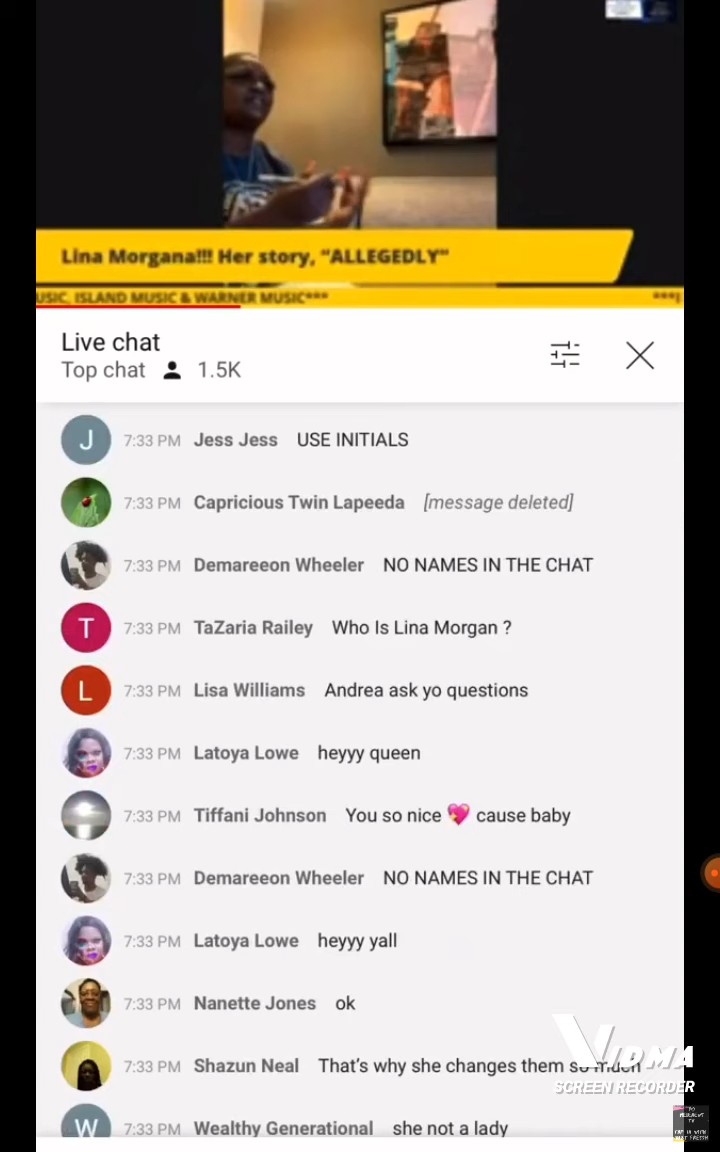 Lina Morgana!!! Her story, "ALLEGEDLY"
USIC, ISLAND MUSIC & WARNER MUSIC***
Live chat
Top chat 1.5K
J 7:33 PM Jess Jess USE INITIALS
7:33 PM Capricious Twin Lapeeda [message deleted]
7:33 PM Demareeon Wheeler NO NAMES IN THE CHAT
T 7:33 PM TaZaria Railey Who Is Lina Morgan ?
L 7:33 PM Lisa Williams Andrea ask yo questions
7:33 PM Latoya Lowe heyyy queen
7:33 PM Tiffani Johnson You so nice 💖 cause baby
7:33 PM Demareeon Wheeler NO NAMES IN THE CHAT
7:33 PM Latoya Lowe heyyy yall
7:33 PM Nanette Jones ok
7:33 PM Shazun Neal That's why she changes them so much
VIDMA
SCREEN RECORDER
W 7:33 PM Wealthy Generational she not a lady